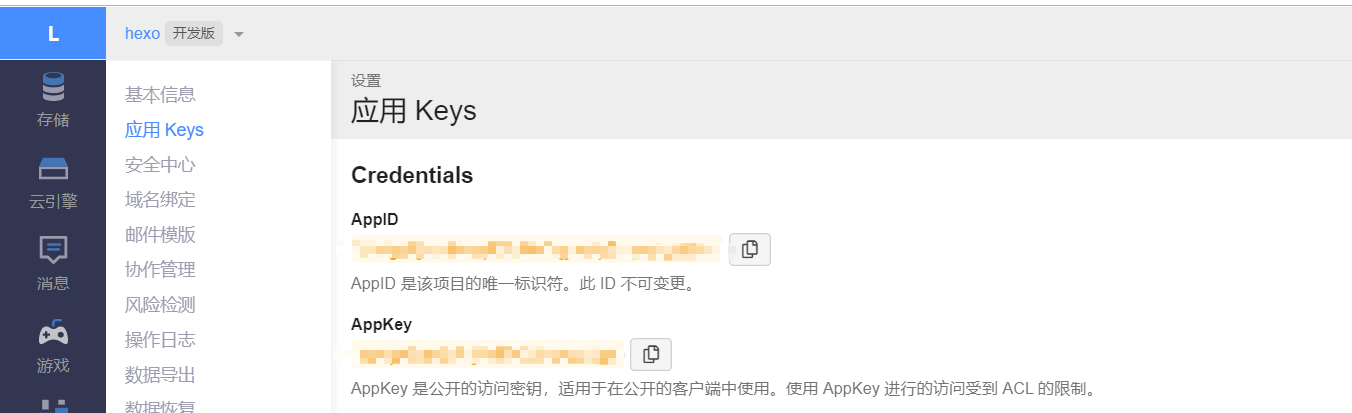 L
hexo 开发版
存储
云引擎
消息
游戏
基本信息
应用 Keys
安全中心
域名绑定
邮件模版
协作管理
风险检测
操作日志
数据导出
数据恢复
设置
应用 Keys
Credentials
AppID
AppID 是该项目的唯一标识符。此 ID 不可变更。
AppKey
AppKey 是公开的访问密钥，适用于在公开的客户端中使用。使用 AppKey 进行的访问受到 ACL 的限制。